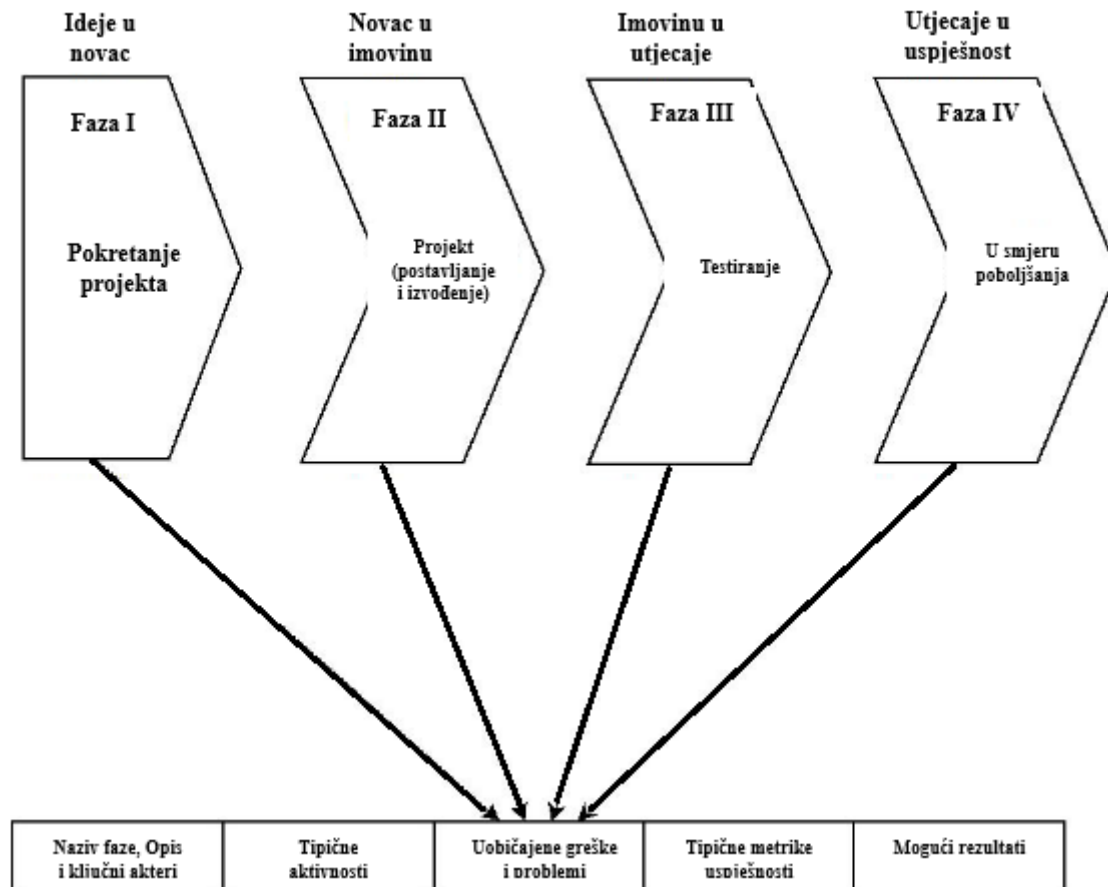 Ideje u
novac
Novac u
imovinu
Imovinu u
utjecaje
Utjecaje u
uspješnost
Faza I
Faza II
Faza III
Faza IV
Pokretanje
projekta
Projekt
(postavljanje
i izvođenje)
Testiranje
U smjeru
poboljšanja
Naziv faze, Opis
i ključni akteri
Tipične
aktivnosti
Uobičajene greške
i problemi
Tipične metrike
uspješnosti
Mogući rezultati